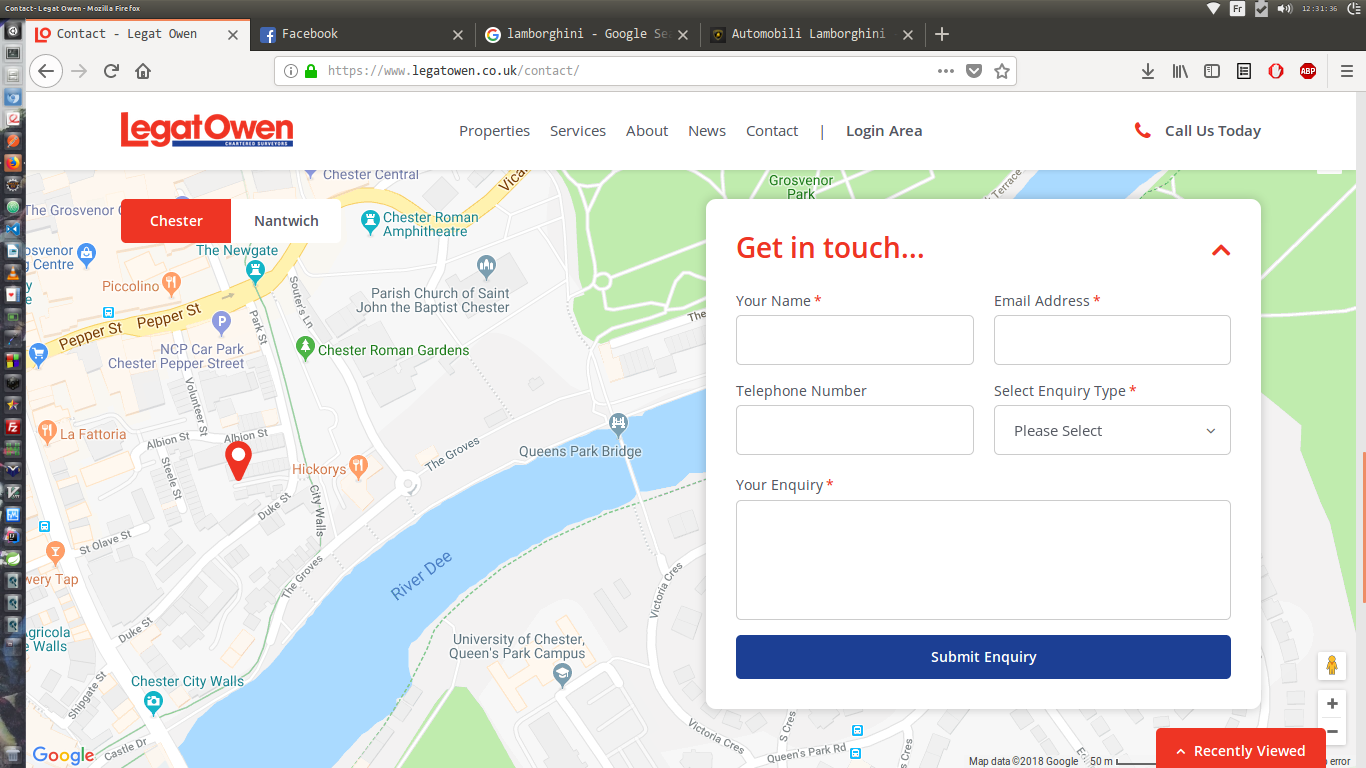 Contact - Legat Owen - Mozilla Firefox
Fr
12:31:36
Contact - Legat Owen
Facebook
lamborghini - Google Se
Automobili Lamborghini
https://www.legatowen.co.uk/contact/
ABP
LegatOwen
CHARTERED SURVEYORS
Properties
Services
About
News
Contact
|
Login Area
Call Us Today
Chester
Nantwich
Chester Central
Vica
Grosvenor
Park
Terrace
The Grosvenor
Chester Roman
Amphitheatre
The Newgate
osvenor
g Centre
Piccolino
Parish Church of Saint
John the Baptist Chester
Souter's Ln
Park St
Pepper St
Pepper St
NCP Car Park
Chester Pepper Street
Chester Roman Gardens
The
Volunteer St
La Fattoria
Albion St
Albion St
Steele St
Hickorys
The Groves
Queens Park Bridge
City Walls
Duke St
St Olave St
wery Tap
The Groves
River Dee
Victoria Cres
Duke St
Agricola
e Walls
University of Chester,
Queen's Park Campus
Chester City Walls
Shipgate St
Castle Dr
Victoria Cres
S Cres
Queen's Park Rd
Google
Map data ©2018 Google
50 m
p error
Get in touch...
Your Name *
Email Address *
Telephone Number
Select Enquiry Type *
Please Select
Your Enquiry *
Submit Enquiry
Recently Viewed